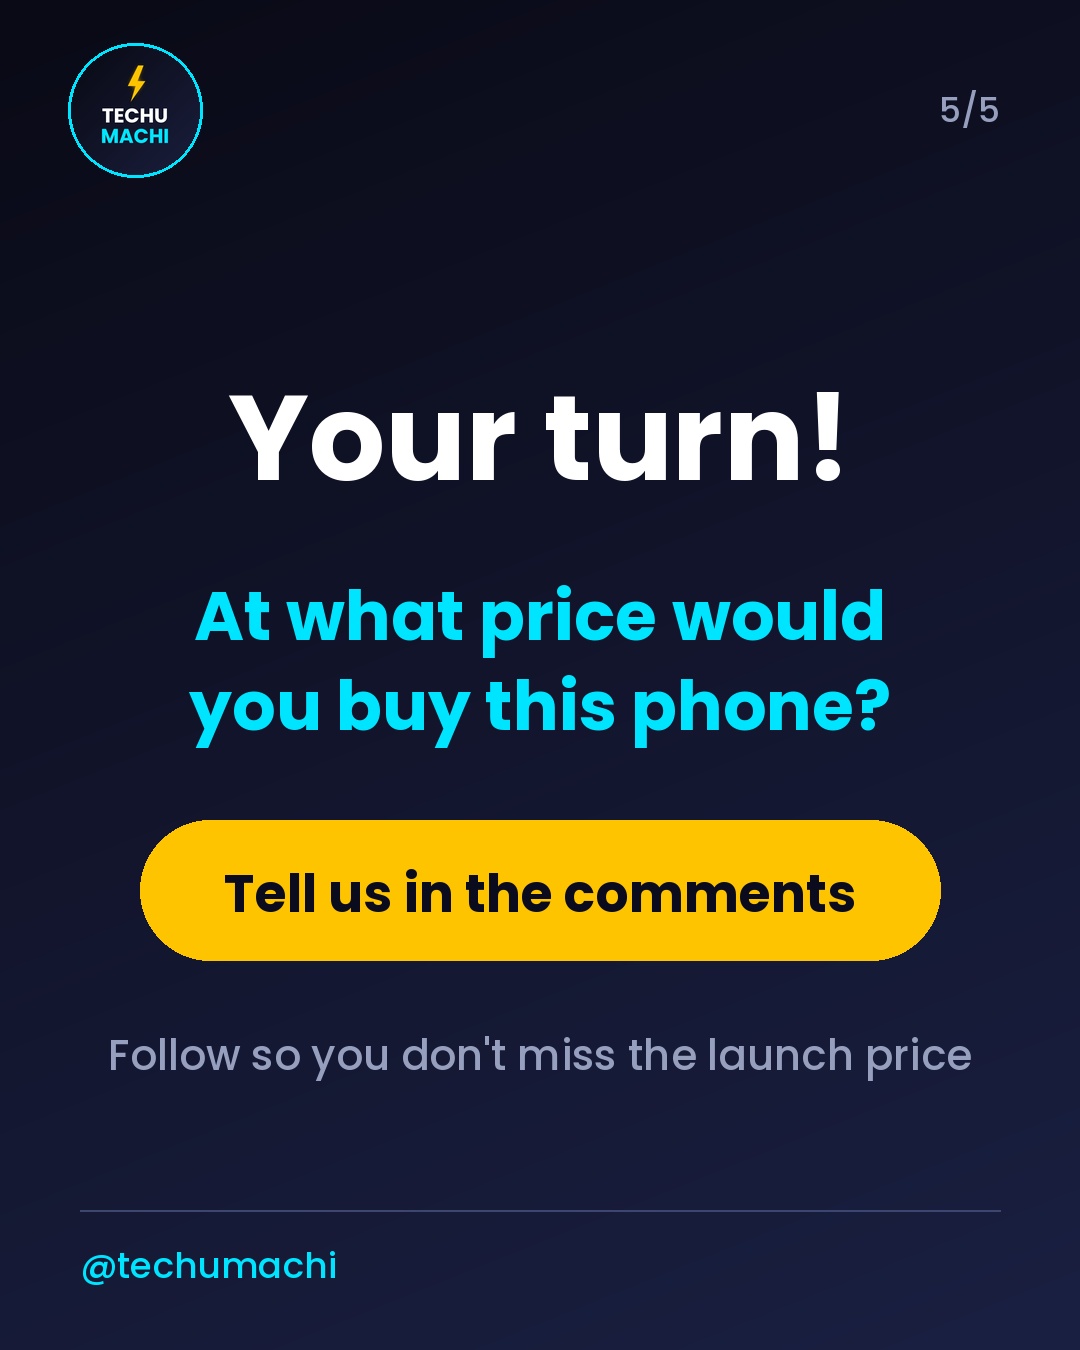 TECHU
MACHI
5/5
Your turn!
At what price would
you buy this phone?
Tell us in the comments
Follow so you don't miss the launch price
@techumachi